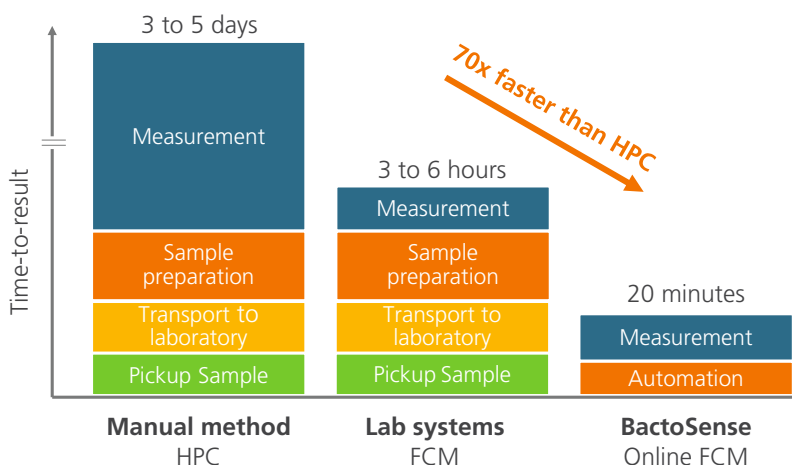 3 to 5 days
70x faster than HPC
Measurement
3 to 6 hours
Measurement
Time-to-result
Sample
preparation
Sample
preparation
20 minutes
Transport to
laboratory
Transport to
laboratory
Measurement
Pickup Sample
Pickup Sample
Automation
Manual method
HPC
Lab systems
FCM
BactoSense
Online FCM